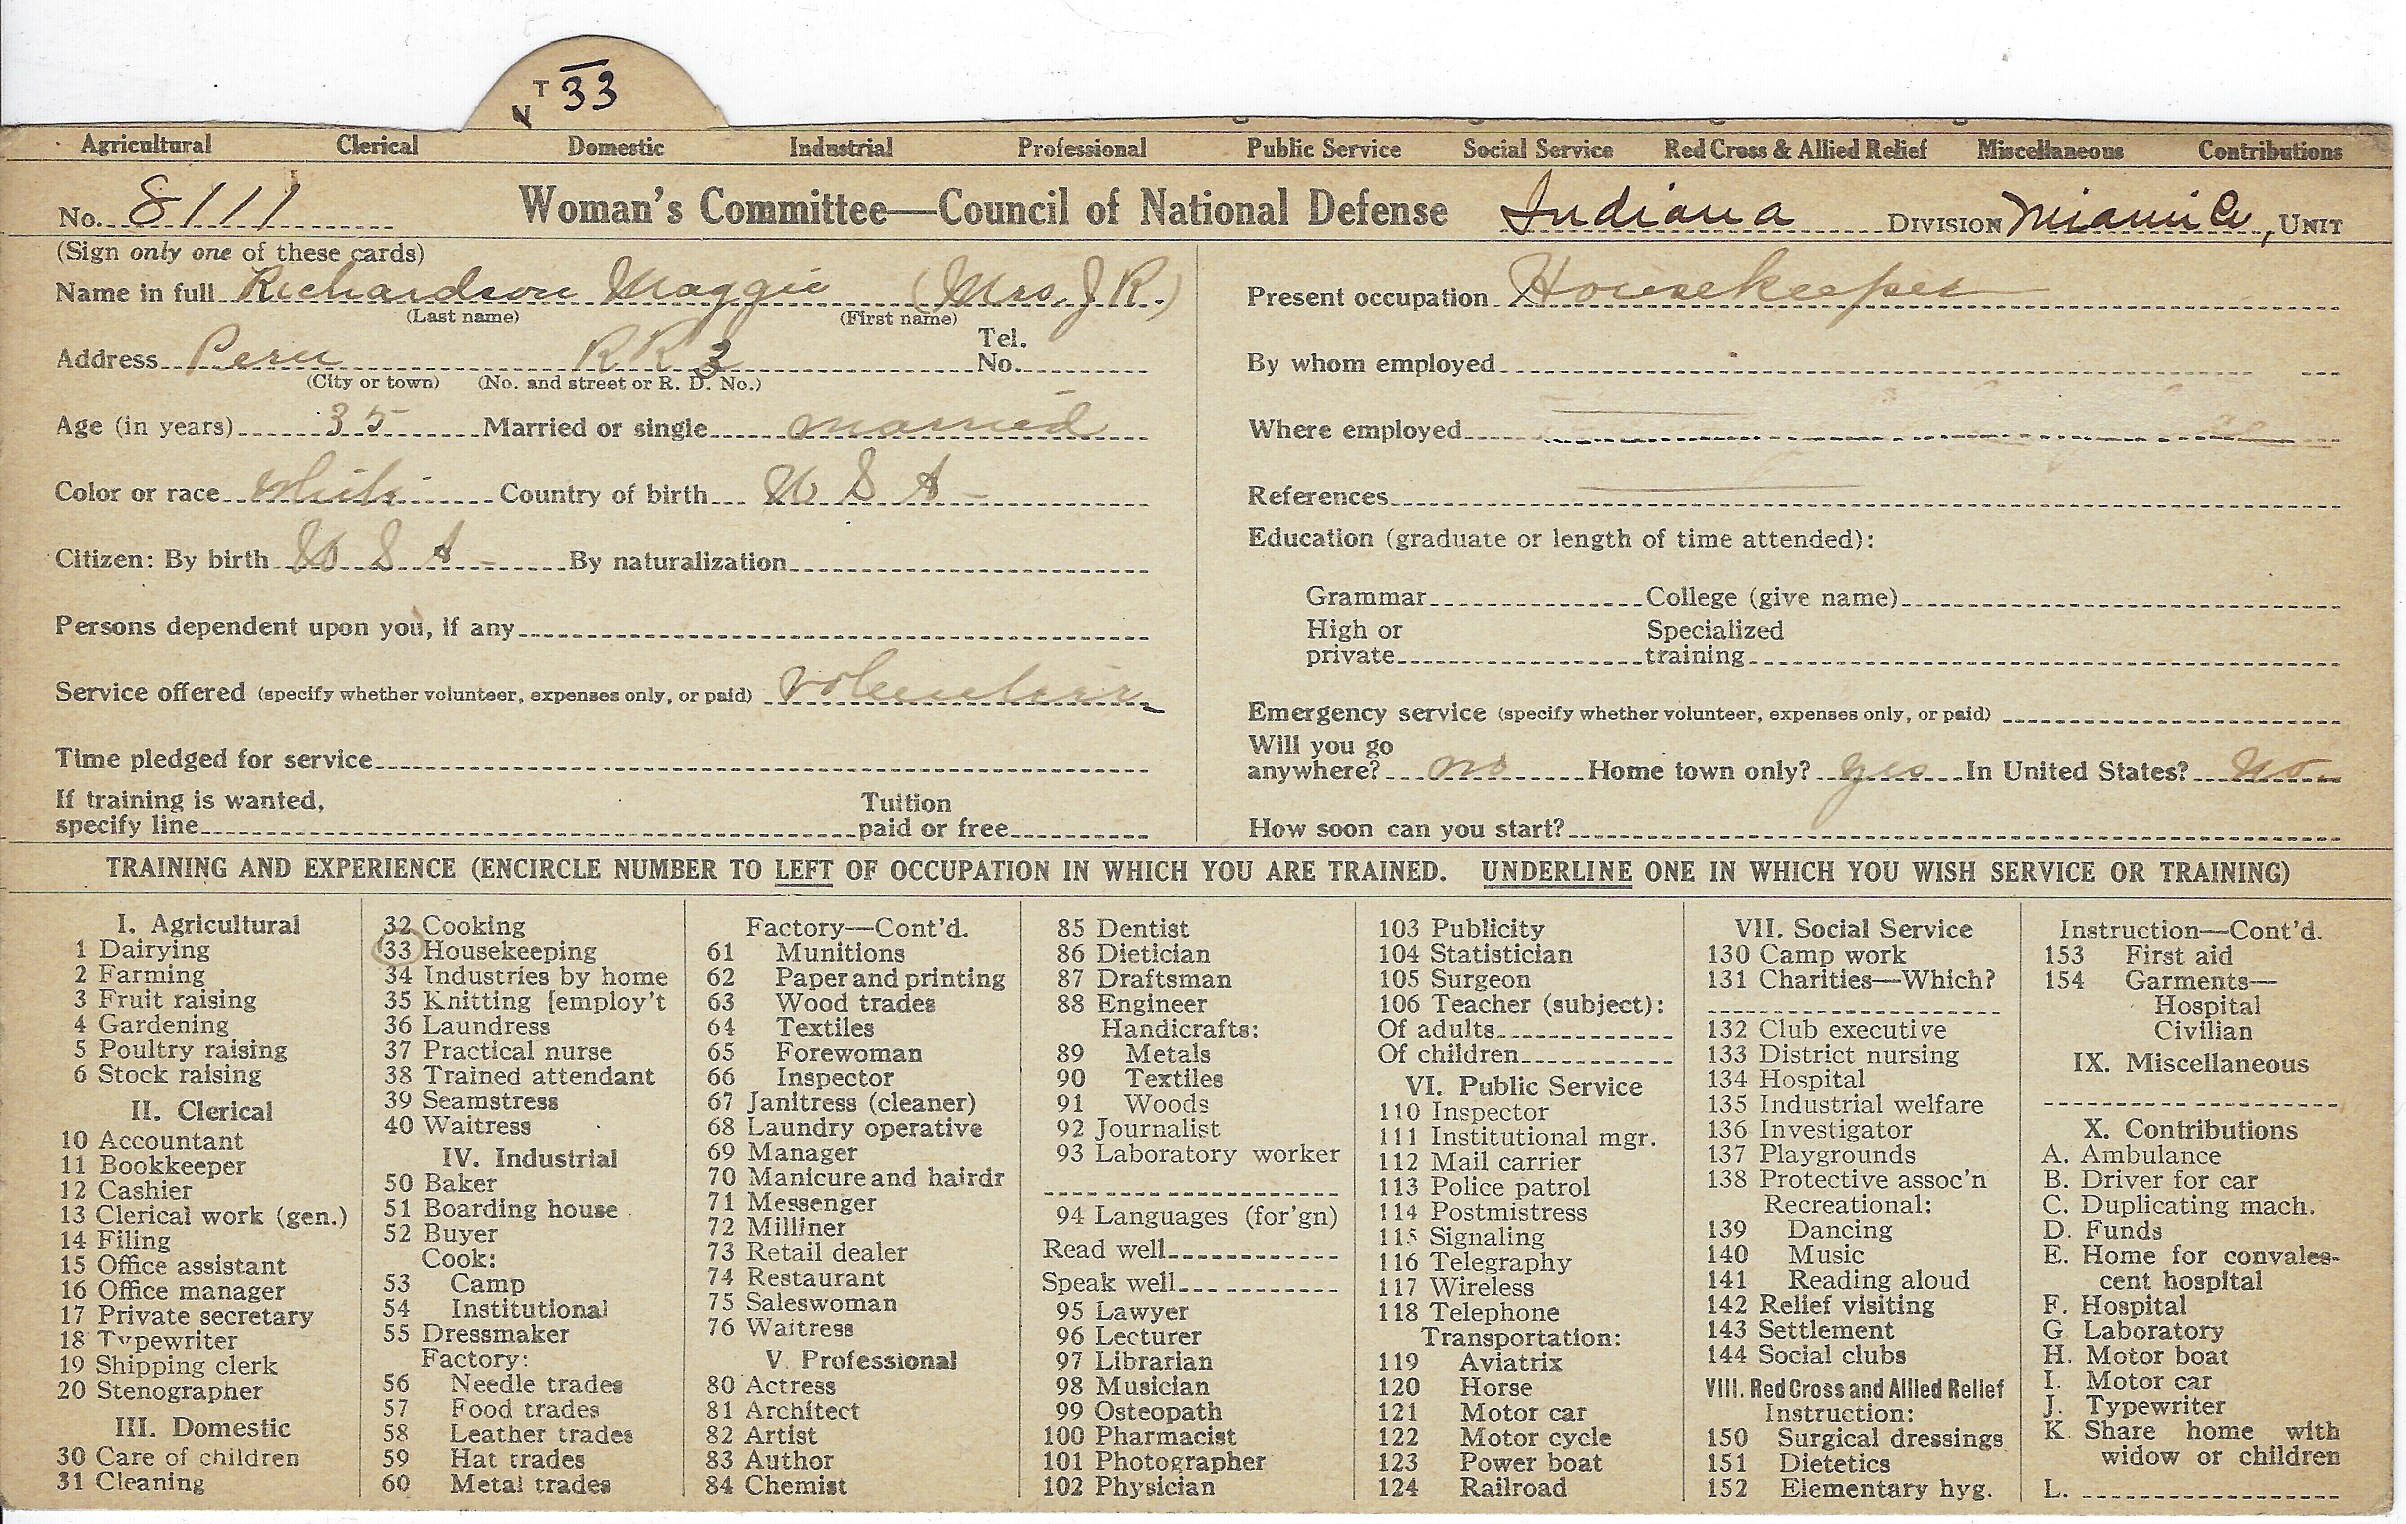 T 33
V
Agricultural Clerical Domestic Industrial Professional Public Service Social Service Red Cross & Allied Relief Miscellaneous Contributions
No. 8111 Woman's Committee—Council of National Defense Indiana DIVISION Miami Co, UNIT
(Sign only one of these cards)
Name in full Richardson Maggie (Mrs. J. R.)
(Last name) (First name)
Address Peru RR 3 Tel. No.
(City or town) (No. and street or R. D. No.)
Age (in years) 35 Married or single married
Color or race white Country of birth U S A
Citizen: By birth U S A By naturalization
Persons dependent upon you, if any
Service offered (specify whether volunteer, expenses only, or paid) volunteer
Time pledged for service
If training is wanted,
specify line Tuition paid or free
Present occupation Housekeeper
By whom employed
Where employed
References
Education (graduate or length of time attended):
Grammar College (give name)
High or private Specialized training
Emergency service (specify whether volunteer, expenses only, or paid)
Will you go
anywhere? no Home town only? yes In United States? no
How soon can you start?
TRAINING AND EXPERIENCE (ENCIRCLE NUMBER TO LEFT OF OCCUPATION IN WHICH YOU ARE TRAINED. UNDERLINE ONE IN WHICH YOU WISH SERVICE OR TRAINING)
I. Agricultural
1 Dairying
2 Farming
3 Fruit raising
4 Gardening
5 Poultry raising
6 Stock raising
II. Clerical
10 Accountant
11 Bookkeeper
12 Cashier
13 Clerical work (gen.)
14 Filing
15 Office assistant
16 Office manager
17 Private secretary
18 Typewriter
19 Shipping clerk
20 Stenographer
III. Domestic
30 Care of children
31 Cleaning
32 Cooking
33 Housekeeping
34 Industries by home
35 Knitting [employ't
36 Laundress
37 Practical nurse
38 Trained attendant
39 Seamstress
40 Waitress
IV. Industrial
50 Baker
51 Boarding house
52 Buyer
Cook:
53 Camp
54 Institutional
55 Dressmaker
Factory:
56 Needle trades
57 Food trades
58 Leather trades
59 Hat trades
60 Metal trades
Factory—Cont'd.
61 Munitions
62 Paper and printing
63 Wood trades
64 Textiles
65 Forewoman
66 Inspector
67 Janitress (cleaner)
68 Laundry operative
69 Manager
70 Manicure and hairdr
71 Messenger
72 Milliner
73 Retail dealer
74 Restaurant
75 Saleswoman
76 Waitress
V. Professional
80 Actress
81 Architect
82 Artist
83 Author
84 Chemist
85 Dentist
86 Dietician
87 Draftsman
88 Engineer
Handicrafts:
89 Metals
90 Textiles
91 Woods
92 Journalist
93 Laboratory worker
94 Languages (for'gn)
Read well
Speak well
95 Lawyer
96 Lecturer
97 Librarian
98 Musician
99 Osteopath
100 Pharmacist
101 Photographer
102 Physician
103 Publicity
104 Statistician
105 Surgeon
106 Teacher (subject):
Of adults
Of children
VI. Public Service
110 Inspector
111 Institutional mgr.
112 Mail carrier
113 Police patrol
114 Postmistress
115 Signaling
116 Telegraphy
117 Wireless
118 Telephone
Transportation:
119 Aviatrix
120 Horse
121 Motor car
122 Motor cycle
123 Power boat
124 Railroad
VII. Social Service
130 Camp work
131 Charities—Which?
132 Club executive
133 District nursing
134 Hospital
135 Industrial welfare
136 Investigator
137 Playgrounds
138 Protective assoc'n
Recreational:
139 Dancing
140 Music
141 Reading aloud
142 Relief visiting
143 Settlement
144 Social clubs
VIII. Red Cross and Allied Relief
Instruction:
150 Surgical dressings
151 Dietetics
152 Elementary hyg.
Instruction—Cont'd.
153 First aid
154 Garments—
Hospital
Civilian
IX. Miscellaneous
X. Contributions
A. Ambulance
B. Driver for car
C. Duplicating mach.
D. Funds
E. Home for convales-
cent hospital
F. Hospital
G Laboratory
H. Motor boat
I. Motor car
J. Typewriter
K Share home with
widow or children
L.